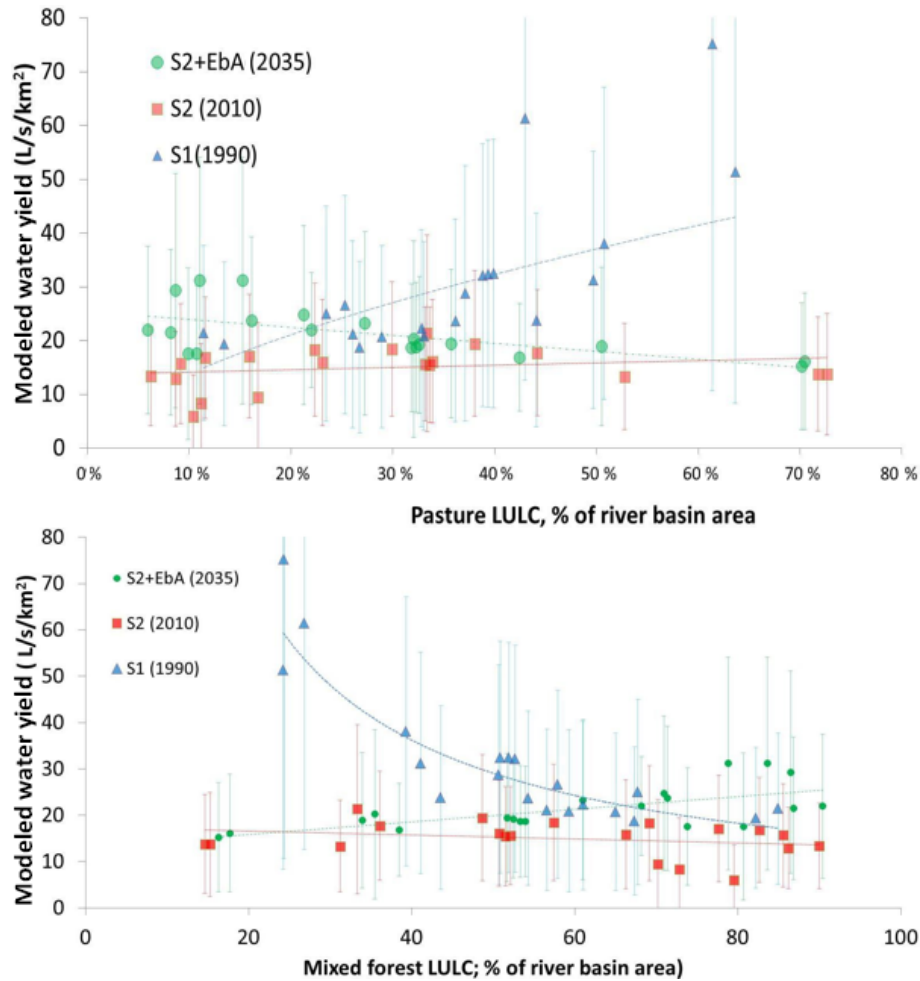 80
70
60
50
40
30
20
10
0
Modeled water yield (L/s/km²)
S2+EbA (2035)
S2 (2010)
S1(1990)
0 % 10 % 20 % 30 % 40 % 50 % 60 % 70 % 80 %
Pasture LULC, % of river basin area
80
70
60
50
40
30
20
10
0
Modeled water yield ( L/s/km²)
S2+EbA (2035)
S2 (2010)
S1 (1990)
0 20 40 60 80 100
Mixed forest LULC; % of river basin area)